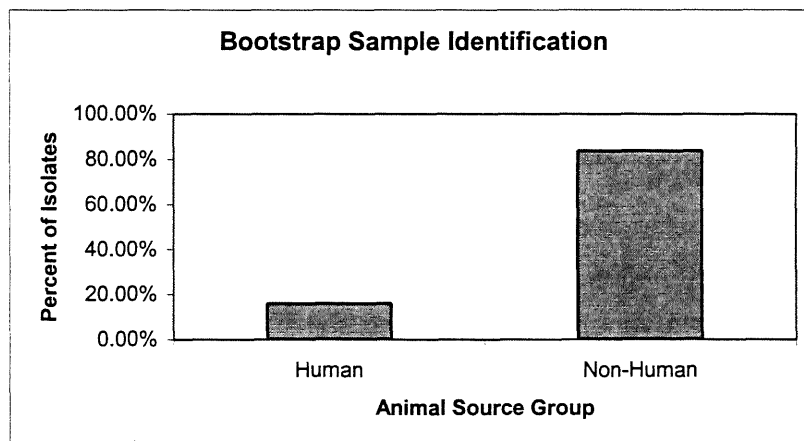 Bootstrap Sample Identification
Percent of Isolates
100.00%
80.00%
60.00%
40.00%
20.00%
0.00%
Human Non-Human
Animal Source Group